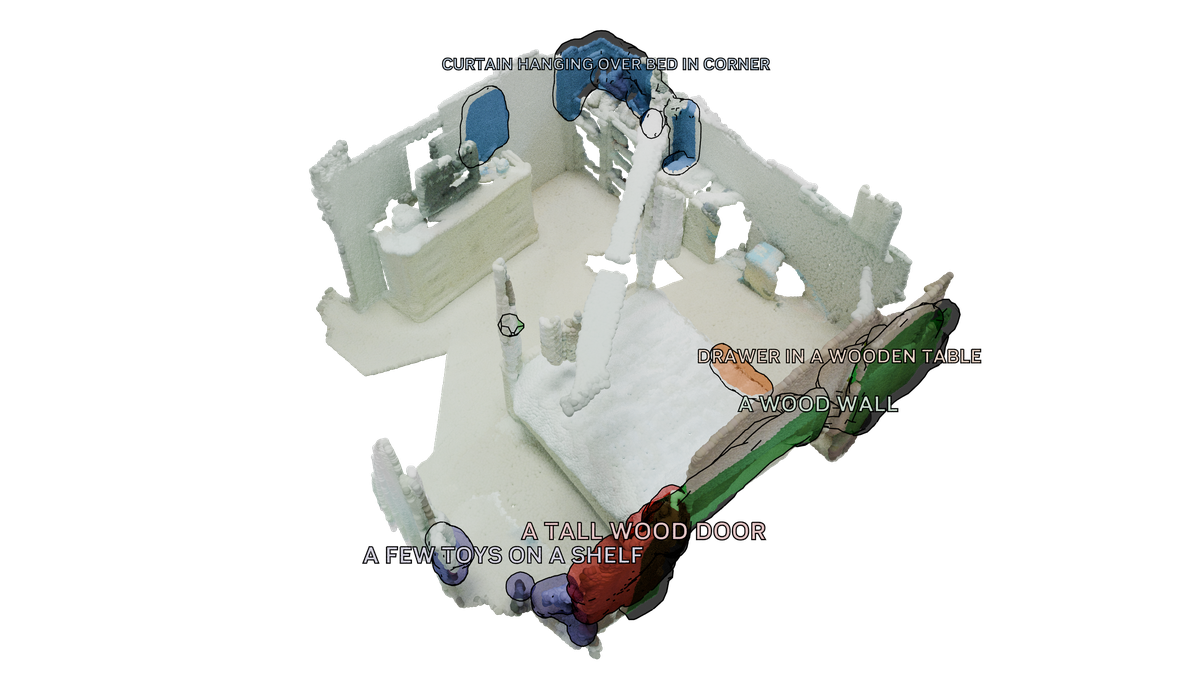 CURTAIN HANGING OVER BED IN CORNER
DRAWER IN A WOODEN TABLE
A WOOD WALL
A TALL WOOD DOOR
A FEW TOYS ON A SHELF